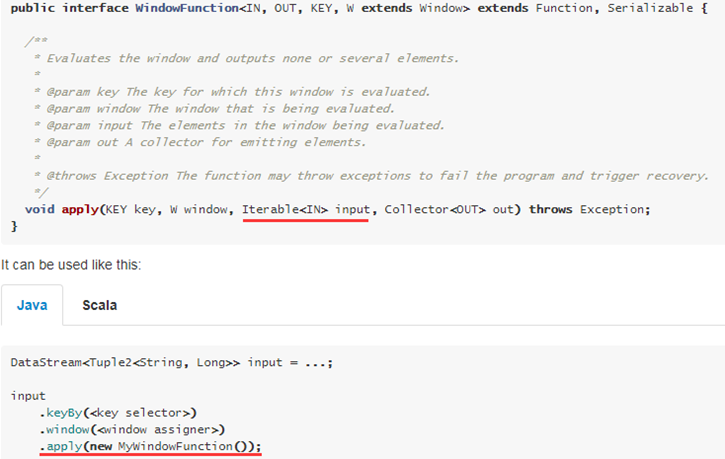 public interface WindowFunction<IN, OUT, KEY, W extends Window> extends Function, Serializable {
/**
* Evaluates the window and outputs none or several elements.
*
* @param key The key for which this window is evaluated.
* @param window The window that is being evaluated.
* @param input The elements in the window being evaluated.
* @param out A collector for emitting elements.
*
* @throws Exception The function may throw exceptions to fail the program and trigger recovery.
*/
void apply(KEY key, W window, Iterable<IN> input, Collector<OUT> out) throws Exception;
}
It can be used like this:
Java Scala
DataStream<Tuple2<String, Long>> input = ...;
input
.keyBy(<key selector>)
.window(<window assigner>)
.apply(new MyWindowFunction());